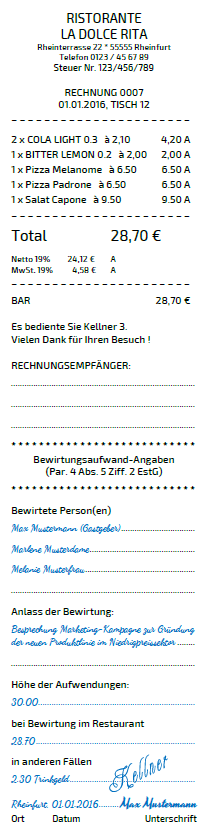 RISTORANTE
LA DOLCE RITA
Rheinterrasse 22 * 55555 Rheinfurt
Telefon 0123 / 45 67 89
Steuer Nr. 123/456/789
RECHNUNG 0007
01.01.2016, TISCH 12
2 x COLA LIGHT 0.3 à 2,10 4,20 A
1 x BITTER LEMON 0.2 à 2,00 2,00 A
1 x Pizza Melanome à 6.50 6.50 A
1 x Pizza Padrone à 6.50 6.50 A
1 x Salat Capone à 9.50 9.50 A
Total 28,70 €
Netto 19% 24,12 € A
MwSt. 19% 4,58 € A
BAR 28,70 €
Es bediente Sie Kellner 3.
Vielen Dank für Ihren Besuch !
RECHNUNGSEMPFÄNGER:
Bewirtungsaufwand-Angaben
(Par. 4 Abs. 5 Ziff. 2 EstG)
Bewirtete Person(en)
Max Mustermann (Gastgeber)
Marlene Musterdame
Melanie Musterfrau
Anlass der Bewirtung:
Besprechung Marketing-Kampagne zur Gründung
der neuen Produktlinie im Niedrigpreissektor
Höhe der Aufwendungen:
30.00
bei Bewirtung im Restaurant
28.70
in anderen Fällen
2.30 Trinkgeld
Kellner
Rheinfurt, 01.01.2016 Max Mustermann
Ort Datum Unterschrift